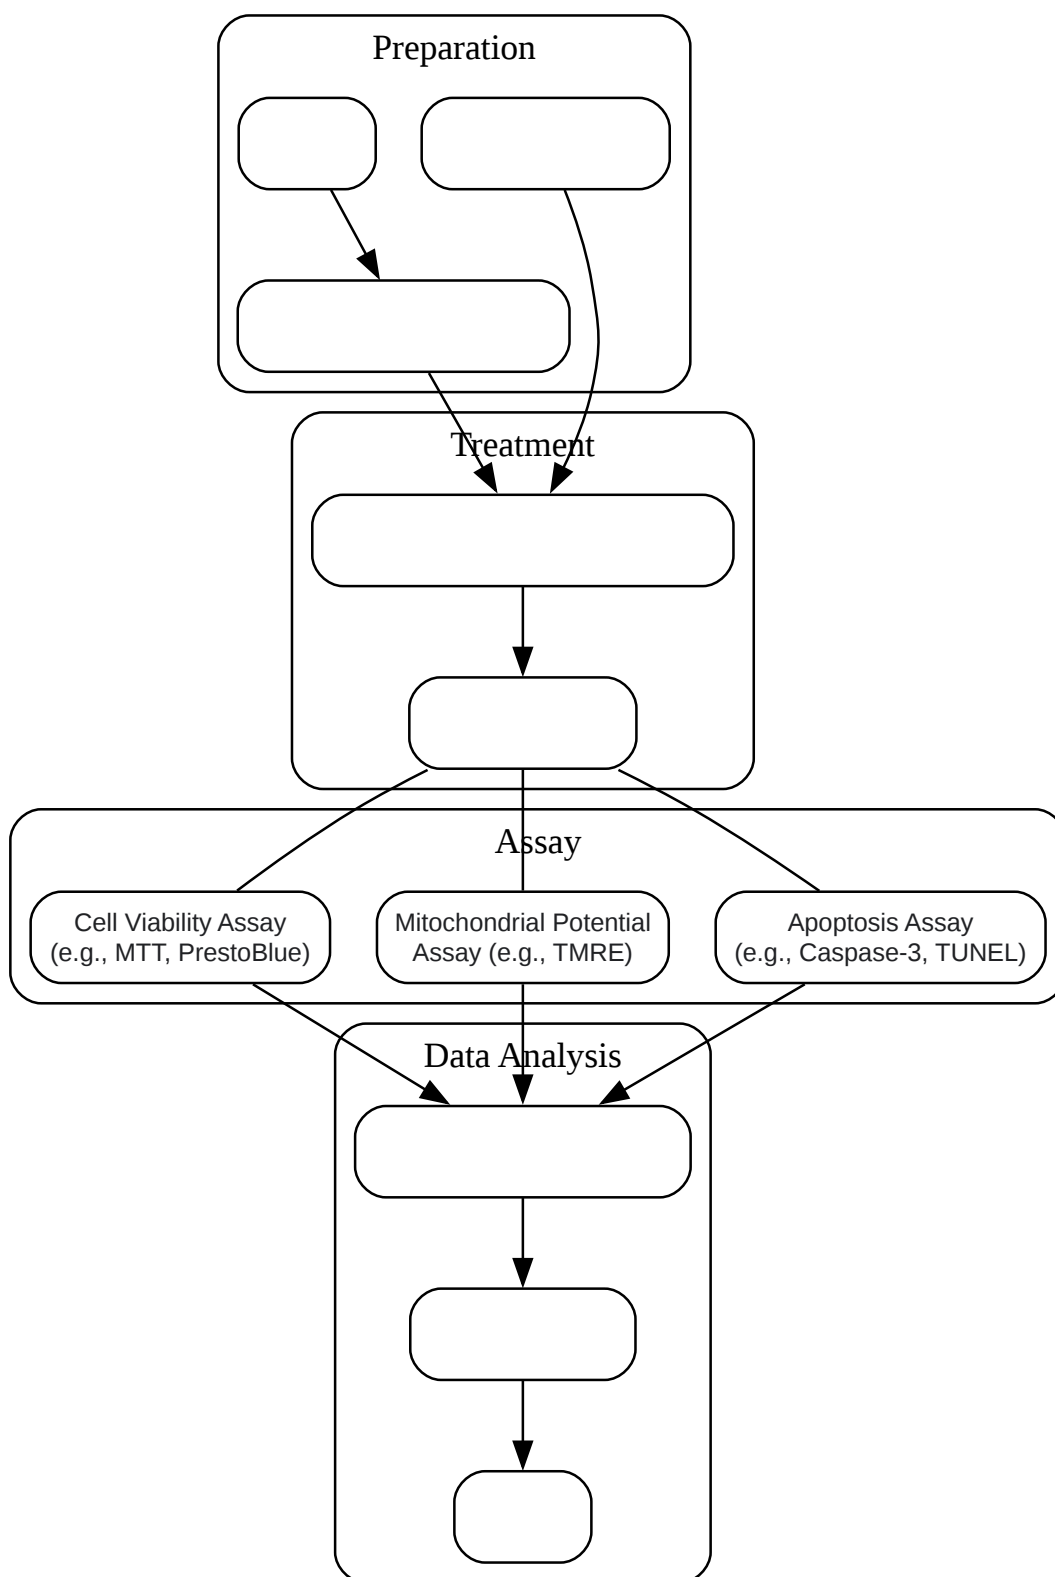 Preparation
Treatment
Assay
Cell Viability Assay
(e.g., MTT, PrestoBlue)
Mitochondrial Potential
Assay (e.g., TMRE)
Apoptosis Assay
(e.g., Caspase-3, TUNEL)
Data Analysis